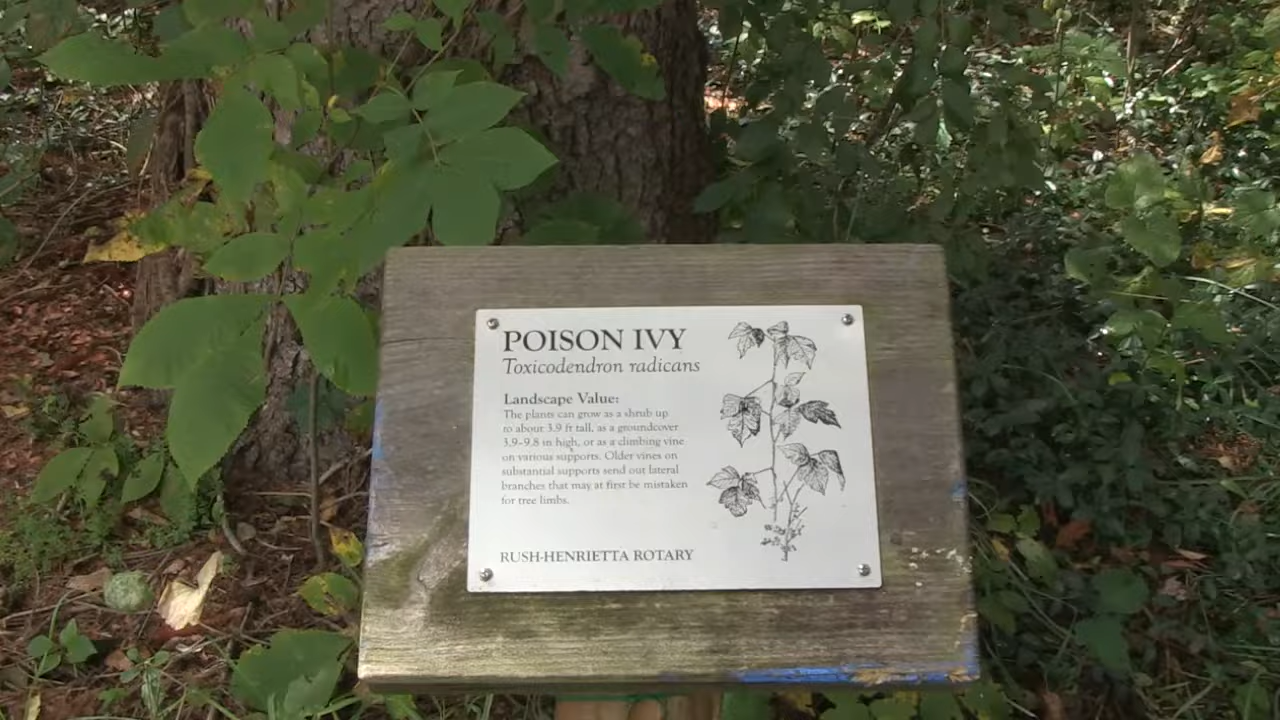 POISON IVY
Toxicodendron radicans
Landscape Value:
The plants can grow as a shrub up
to about 3.9 ft tall, as a groundcover
3.9-9.8 in high, or as a climbing vine
on various supports. Older vines on
substantial supports send out lateral
branches that may at first be mistaken
for tree limbs.
RUSH-HENRIETTA ROTARY